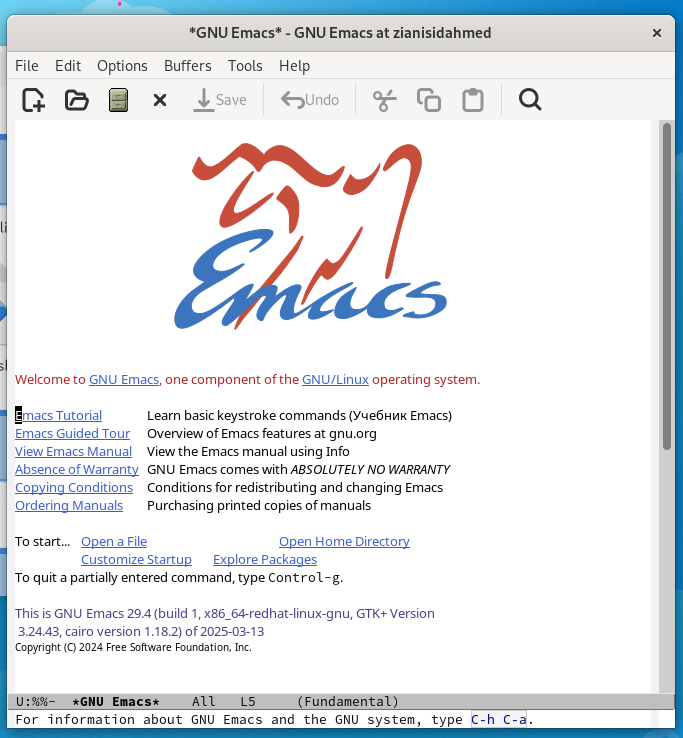 *GNU Emacs* - GNU Emacs at zianisidahmed
File Edit Options Buffers Tools Help
Save Undo
Emacs
Welcome to GNU Emacs, one component of the GNU/Linux operating system.
Emacs Tutorial Learn basic keystroke commands (Учебник Emacs)
Emacs Guided Tour Overview of Emacs features at gnu.org
View Emacs Manual View the Emacs manual using Info
Absence of Warranty GNU Emacs comes with ABSOLUTELY NO WARRANTY
Copying Conditions Conditions for redistributing and changing Emacs
Ordering Manuals Purchasing printed copies of manuals
To start... Open a File Open Home Directory
Customize Startup Explore Packages
To quit a partially entered command, type Control-g.
This is GNU Emacs 29.4 (build 1, x86_64-redhat-linux-gnu, GTK+ Version
3.24.43, cairo version 1.18.2) of 2025-03-13
Copyright (C) 2024 Free Software Foundation, Inc.
U:%%- *GNU Emacs* All L5 (Fundamental)
For information about GNU Emacs and the GNU system, type C-h C-a.